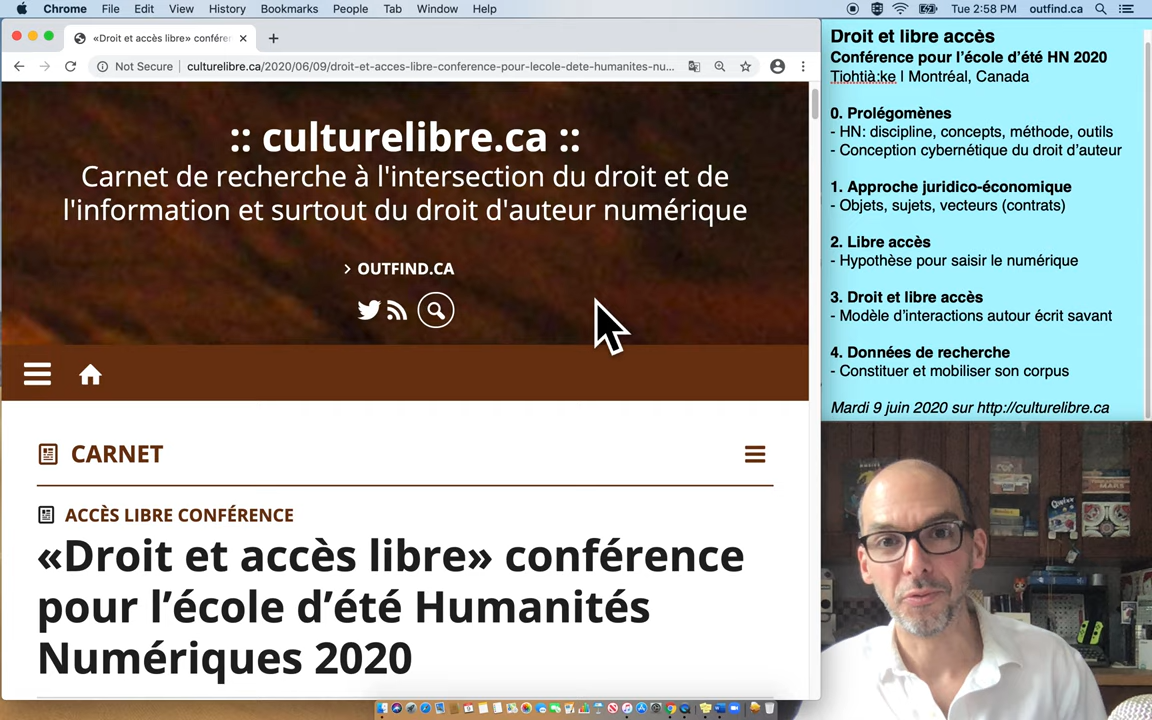 Chrome File Edit View History Bookmarks People Tab Window Help
Tue 2:58 PM outfind.ca
«Droit et accès libre» conféren
Not Secure culturelibre.ca/2020/06/09/droit-et-acces-libre-conference-pour-lecole-dete-humanites-nu...
:: culturelibre.ca ::
Carnet de recherche à l'intersection du droit et de
l'information et surtout du droit d'auteur numérique
> OUTFIND.CA
CARNET
ACCÈS LIBRE CONFÉRENCE
«Droit et accès libre» conférence
pour l’école d’été Humanités
Numériques 2020
Droit et libre accès
Conférence pour l’école d’été HN 2020
Tiohtià:ke I Montréal, Canada
0. Prolégomènes
- HN: discipline, concepts, méthode, outils
- Conception cybernétique du droit d’auteur
1. Approche juridico-économique
- Objets, sujets, vecteurs (contrats)
2. Libre accès
- Hypothèse pour saisir le numérique
3. Droit et libre accès
- Modèle d’interactions autour écrit savant
4. Données de recherche
- Constituer et mobiliser son corpus
Mardi 9 juin 2020 sur http://culturelibre.ca